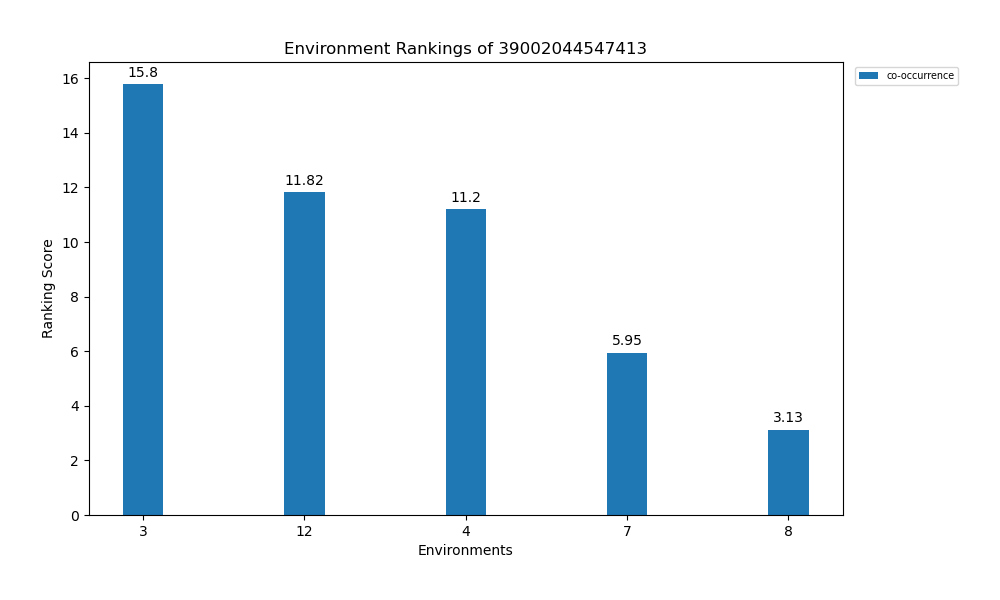 Environment Rankings of 39002044547413
co-occurrence
Ranking Score
16
14
12
10
8
6
4
2
0
15.8
11.82
11.2
5.95
3.13
3 12 4 7 8
Environments